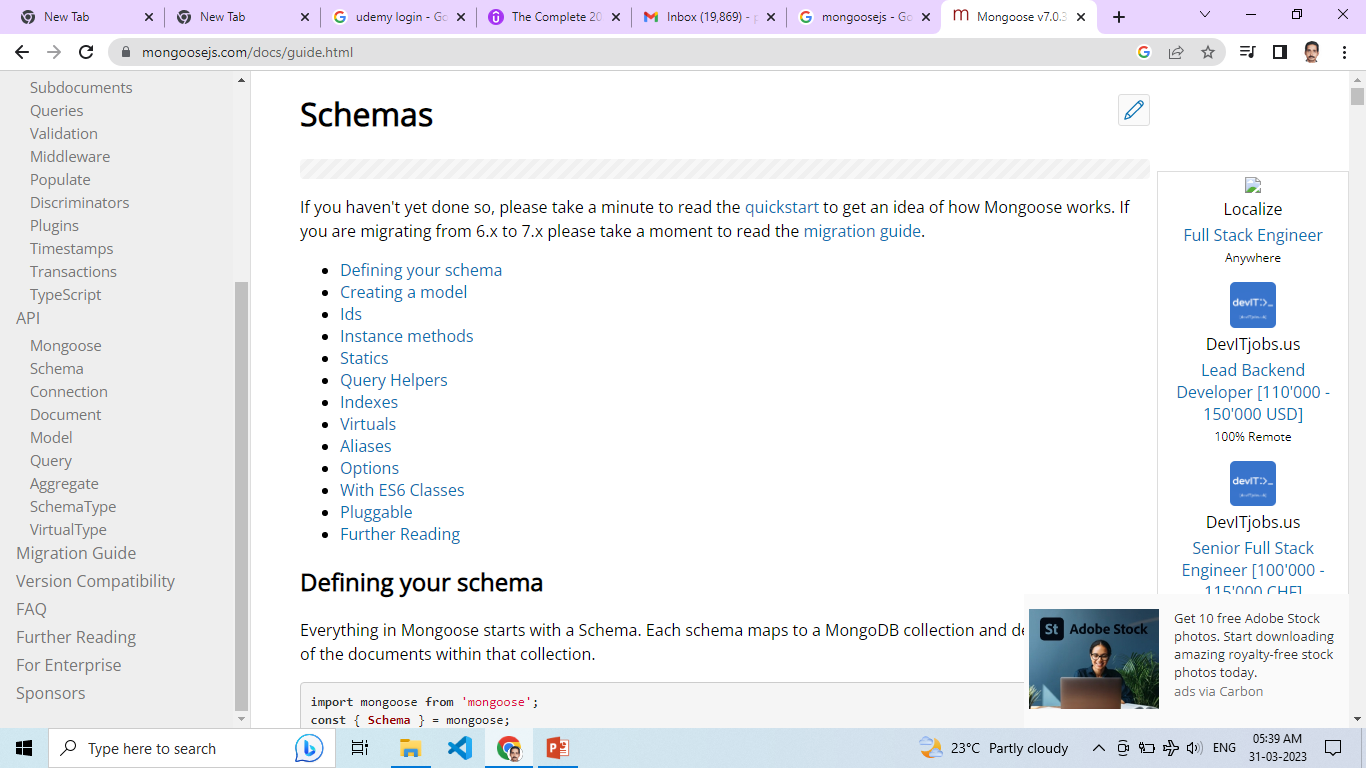 New Tab
New Tab
udemy login - Go
The Complete 20
Inbox (19,869) - p
mongoosejs - Go
Mongoose v7.0.3
mongoosejs.com/docs/guide.html
Subdocuments
Queries
Validation
Middleware
Populate
Discriminators
Plugins
Timestamps
Transactions
TypeScript
API
Mongoose
Schema
Connection
Document
Model
Query
Aggregate
SchemaType
VirtualType
Migration Guide
Version Compatibility
FAQ
Further Reading
For Enterprise
Sponsors
Schemas
If you haven't yet done so, please take a minute to read the quickstart to get an idea of how Mongoose works. If
you are migrating from 6.x to 7.x please take a moment to read the migration guide.
Defining your schema
Creating a model
Ids
Instance methods
Statics
Query Helpers
Indexes
Virtuals
Aliases
Options
With ES6 Classes
Pluggable
Further Reading
Defining your schema
Everything in Mongoose starts with a Schema. Each schema maps to a MongoDB collection and de
of the documents within that collection.
import mongoose from 'mongoose';
const { Schema } = mongoose;
Localize
Full Stack Engineer
Anywhere
devIT>_
DevITjobs.us
Lead Backend
Developer [110'000 -
150'000 USD]
100% Remote
devIT>_
DevITjobs.us
Senior Full Stack
Engineer [100'000 -
115'000 CHF]
St Adobe Stock
Get 10 free Adobe Stock
photos. Start downloading
amazing royalty-free stock
photos today.
ads via Carbon
Type here to search
23°C Partly cloudy
ENG
05:39 AM
31-03-2023